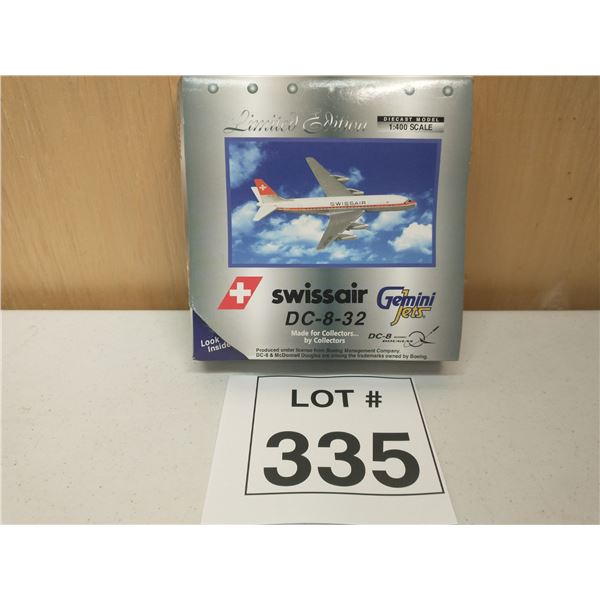 Limited Edition
DIECAST MODEL
1:400 SCALE
SWISSAIR
swissair
Gemini
Jets
DC-8-32
Made for Collectors...
by Collectors
DC-8
DOUGLAS
Look
Inside
Produced under license from Boeing Management Company.
DC-8 & McDonnell Douglas are among the trademarks owned by Boeing.
LOT #
335